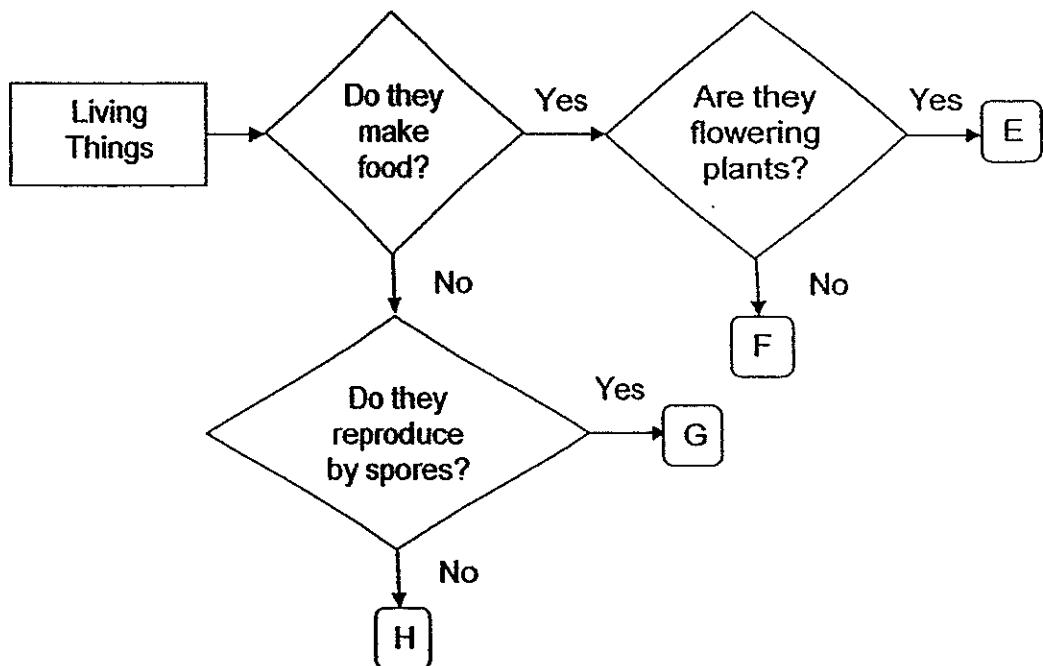 Living
Things
Do they
make
food?
Yes
Are they
flowering
plants?
Yes
E
No
No
F
Do they
reproduce
by spores?
Yes
G
No
H